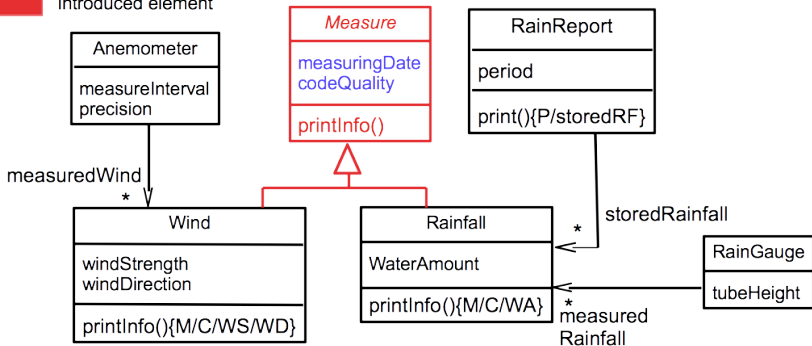 introduced element
Anemometer
measureInterval
precision
Measure
measuringDate
codeQuality
printInfo()
RainReport
period
print(){P/storedRF}
measuredWind
*
storedRainfall
*
Wind
windStrength
windDirection
printInfo(){M/C/WS/WD}
Rainfall
WaterAmount
printInfo(){M/C/WA}
RainGauge
tubeHeight
*
measured
Rainfall